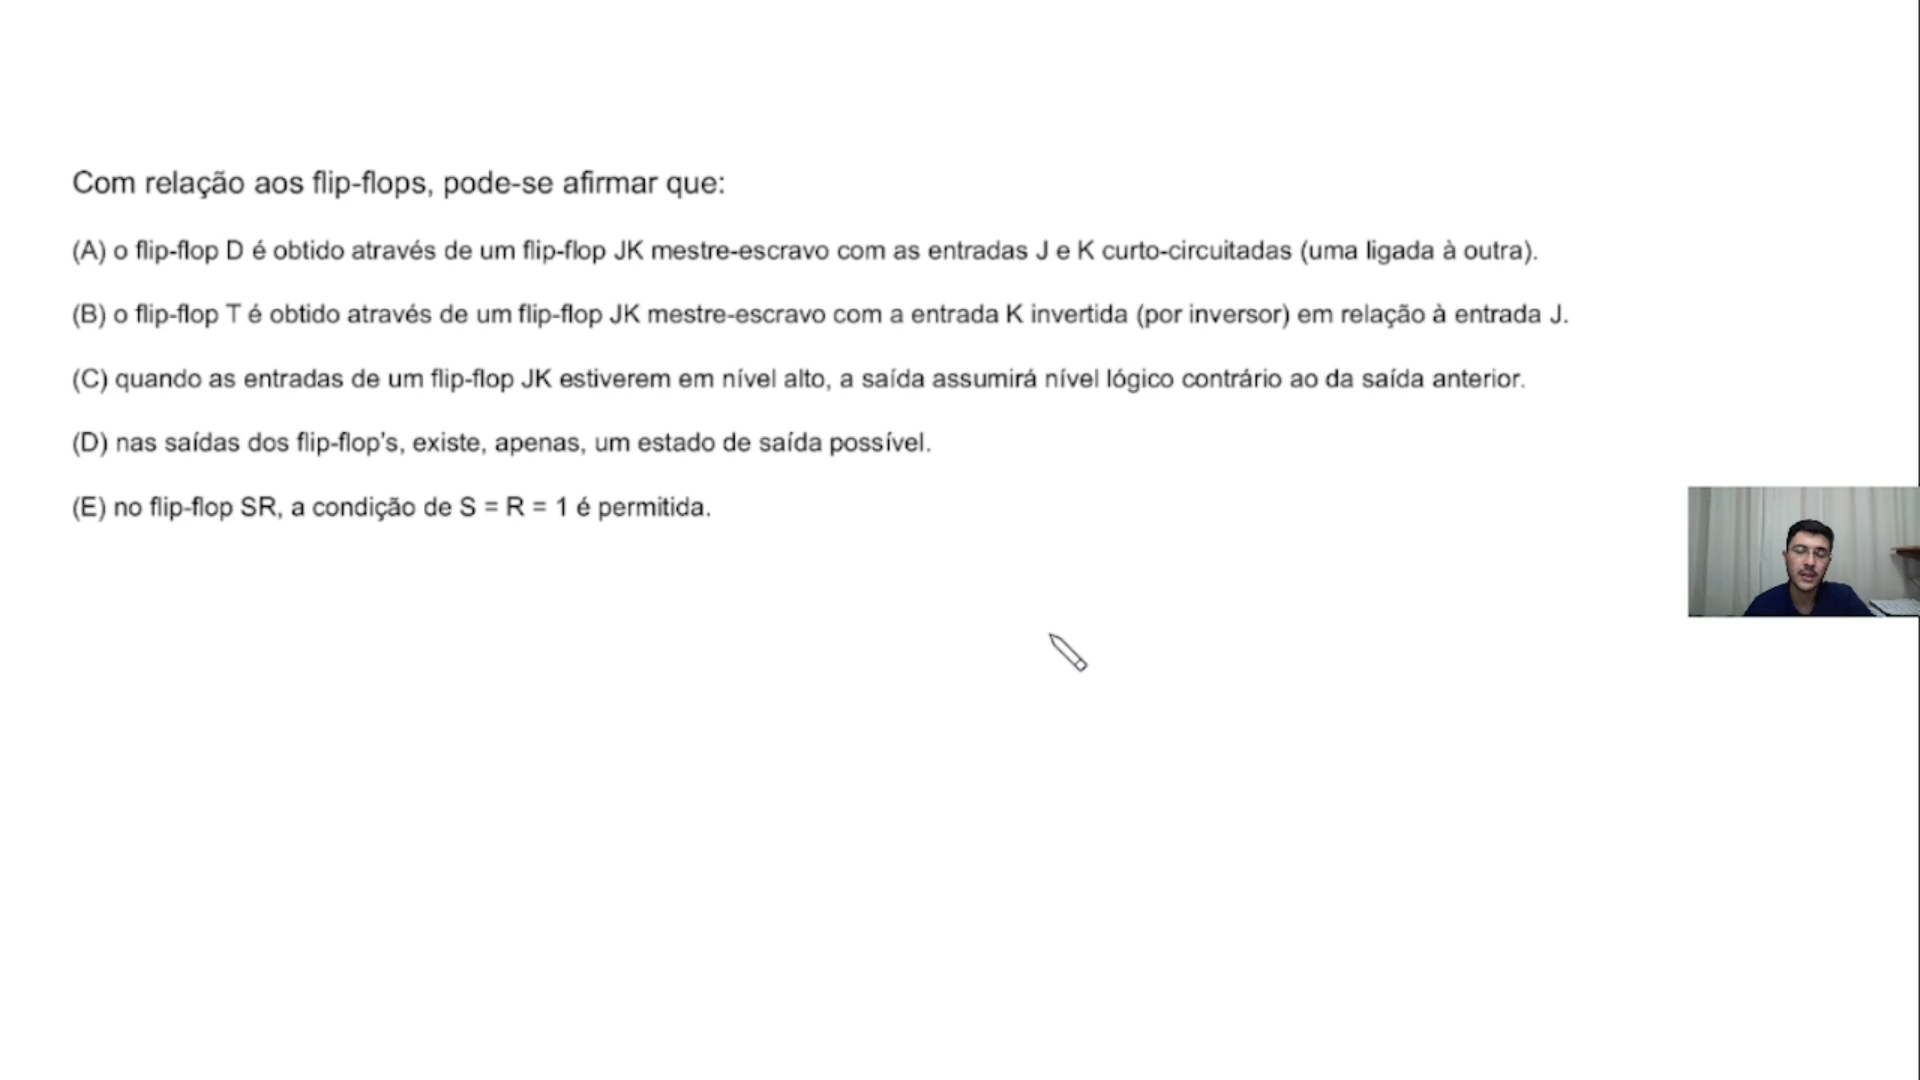 Com relação aos flip-flops, pode-se afirmar que:
(A) o flip-flop D é obtido através de um flip-flop JK mestre-escravo com as entradas J e K curto-circuitadas (uma ligada à outra).
(B) o flip-flop T é obtido através de um flip-flop JK mestre-escravo com a entrada K invertida (por inversor) em relação à entrada J.
(C) quando as entradas de um flip-flop JK estiverem em nível alto, a saída assumirá nível lógico contrário ao da saída anterior.
(D) nas saídas dos flip-flop's, existe, apenas, um estado de saída possível.
(E) no flip-flop SR, a condição de S = R = 1 é permitida.